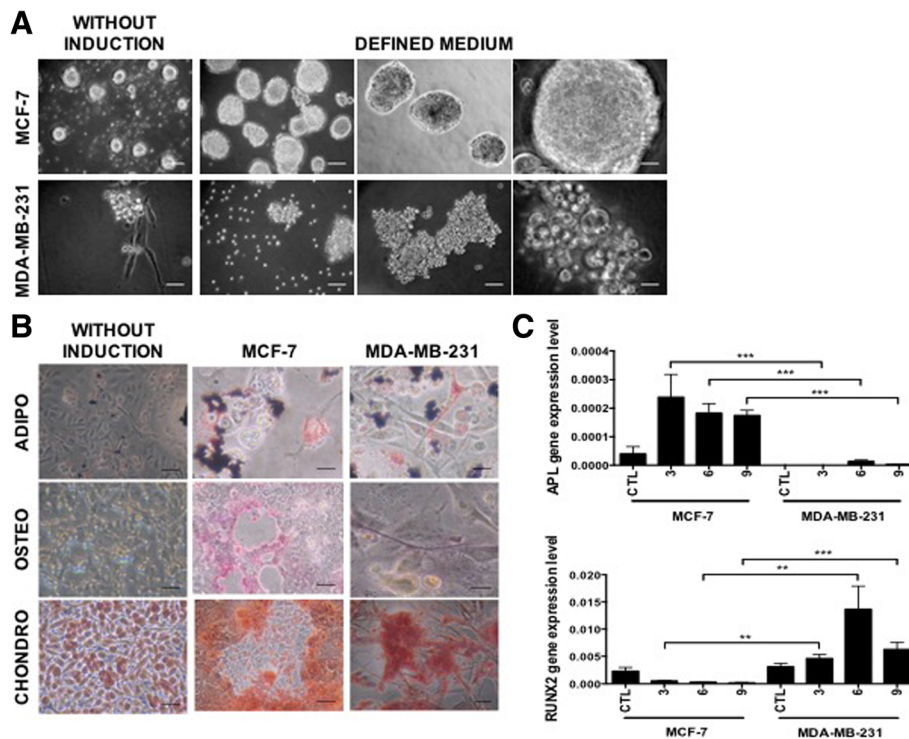 A
WITHOUT
INDUCTION
DEFINED MEDIUM
MCF-7
MDA-MB-231
B
WITHOUT
INDUCTION
MCF-7
MDA-MB-231
ADIPO
OSTEO
CHONDRO
C
APL gene expression level
0.0004
0.0003
0.0002
0.0001
0.0000
***
***
***
CTL 3 6 9 CTL 3 6 9
MCF-7 MDA-MB-231
RUNX2 gene expression level
0.020
0.015
0.010
0.005
0.000
***
**
**
CTL 3 6 9 CTL 3 6 9
MCF-7 MDA-MB-231